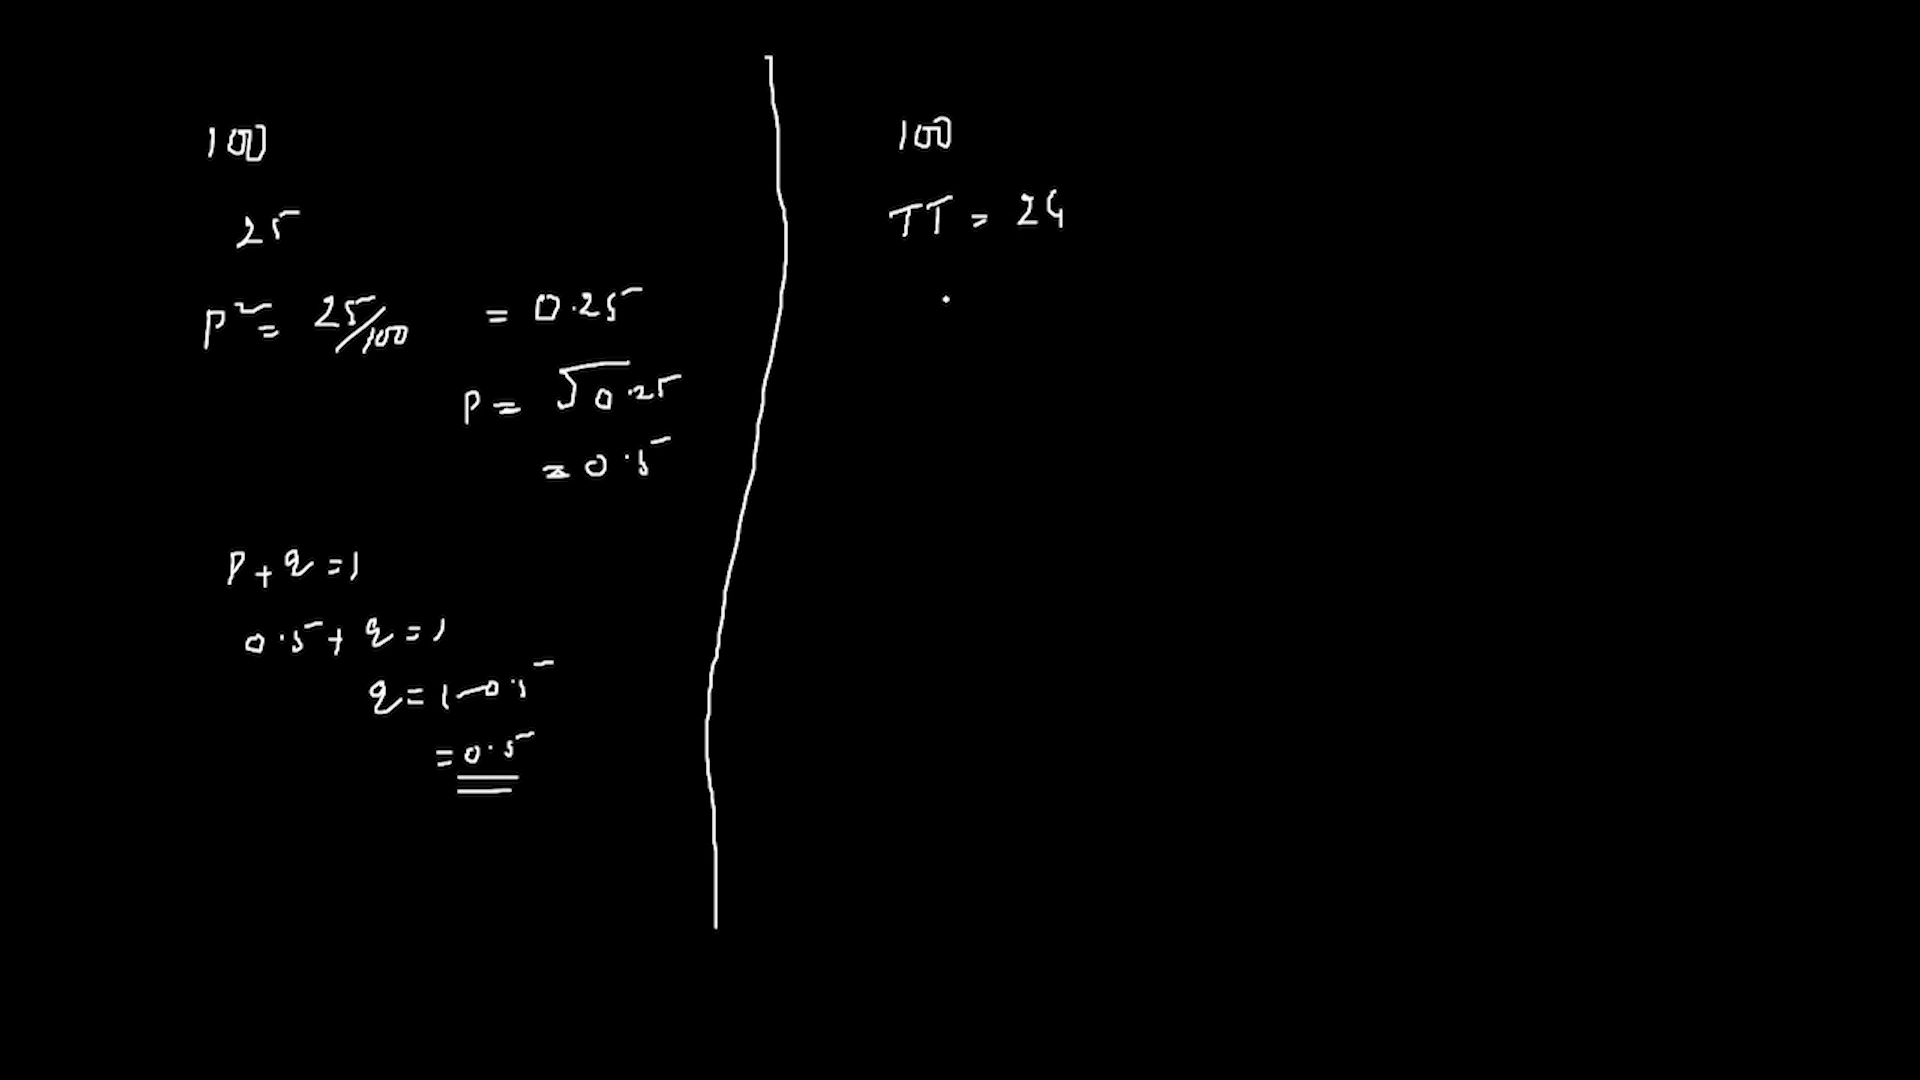 100
25
P² = 25/100 = 0.25
P = √0.25
= 0.5
P + q = 1
0.5 + q = 1
q = 1 - 0.5
= 0.5
100
TT = 24